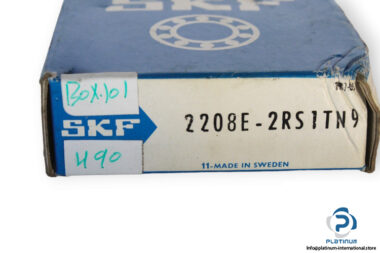 SKF
BOX.101
SKF
490
2208E-2RS1TN9
11-MADE IN SWEDEN
PLATINUM
info@platinum-international.store